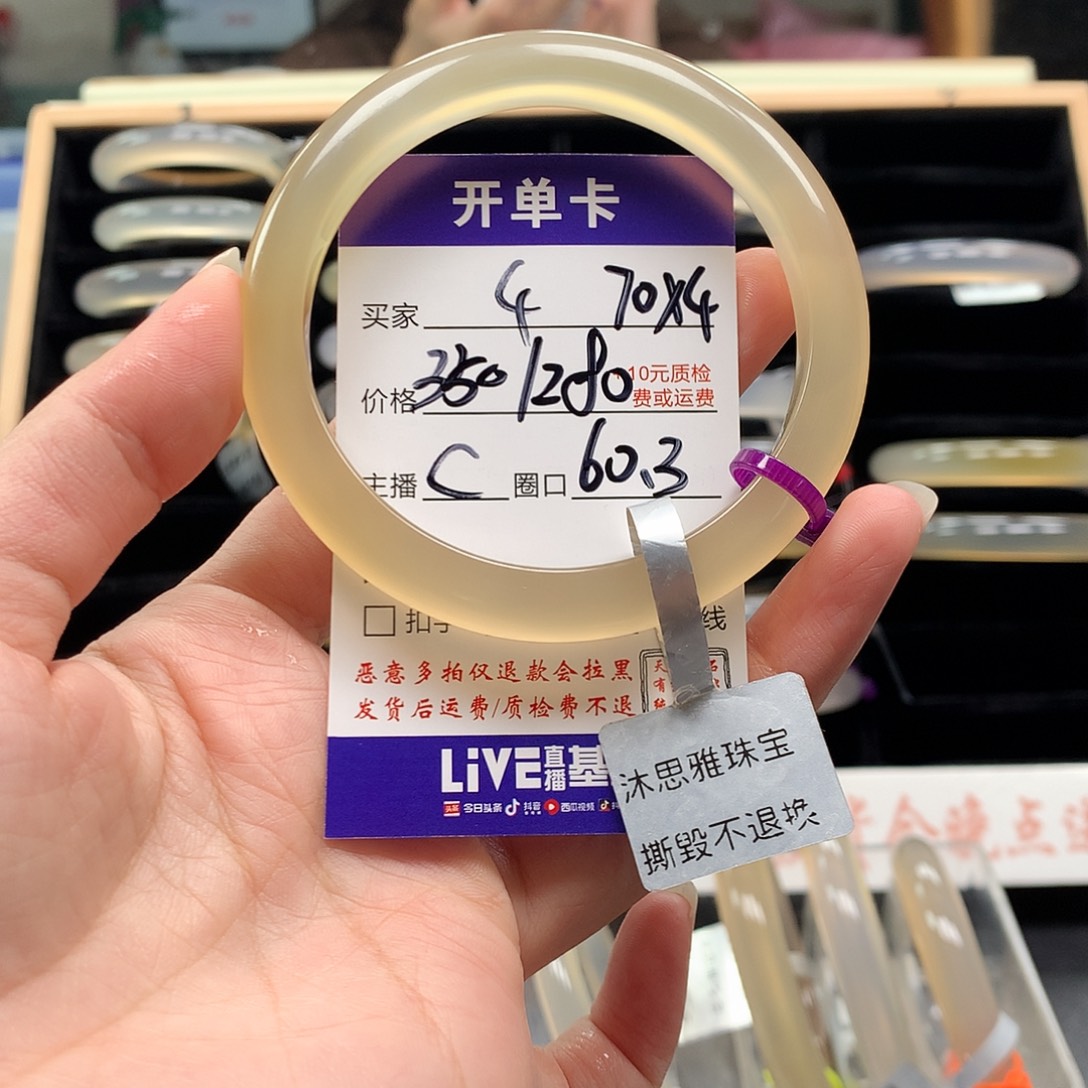 开单卡
买家 4 70x4
价格 350/280 10元质检
费或运费
主播 C 圈口 60.3
恶意多拍仅退款会拉黑
发货后运费/质检费不退
LiVE直播基
今日头条 抖音 西瓜视频
沐思雅珠宝
撕毁不退换